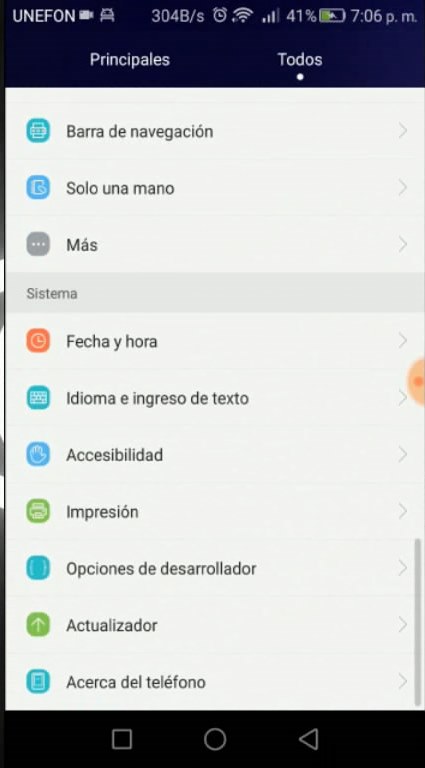 UNEFON 304B/s 41% 7:06 p. m.
Principales Todos
Barra de navegación
Solo una mano
Más
Sistema
Fecha y hora
Idioma e ingreso de texto
Accesibilidad
Impresión
Opciones de desarrollador
Actualizador
Acerca del teléfono